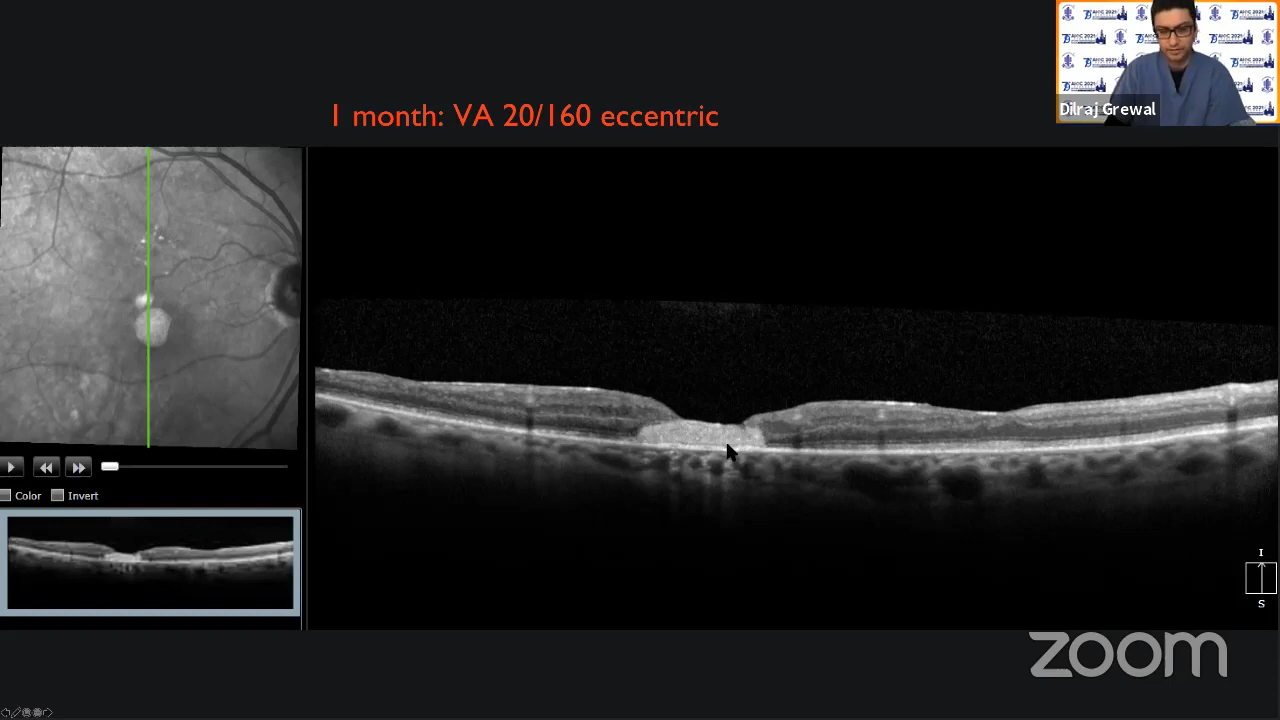 1 month: VA 20/160 eccentric
Dilraj Grewal
Color
Invert
I
S
zoom